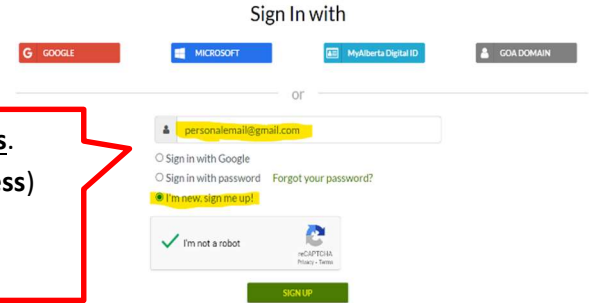 Sign In with
G GOOGLE MICROSOFT MyAlberta Digital ID GOA DOMAIN
or
personalemail@gmail.com
Sign in with Google
Sign in with password Forgot your password?
I'm new, sign me up!
I'm not a robot
reCAPTCHA
Privacy - Terms
SIGN UP
s.
ess)